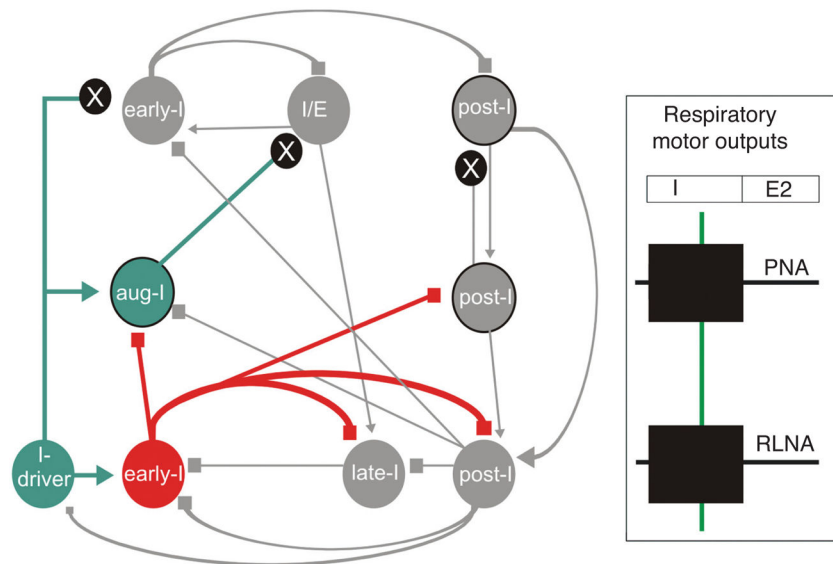 X
early-I
I/E
post-I
X
X
aug-I
post-I
I-
driver
early-I
late-I
post-I
Respiratory
motor outputs
I
E2
PNA
RLNA